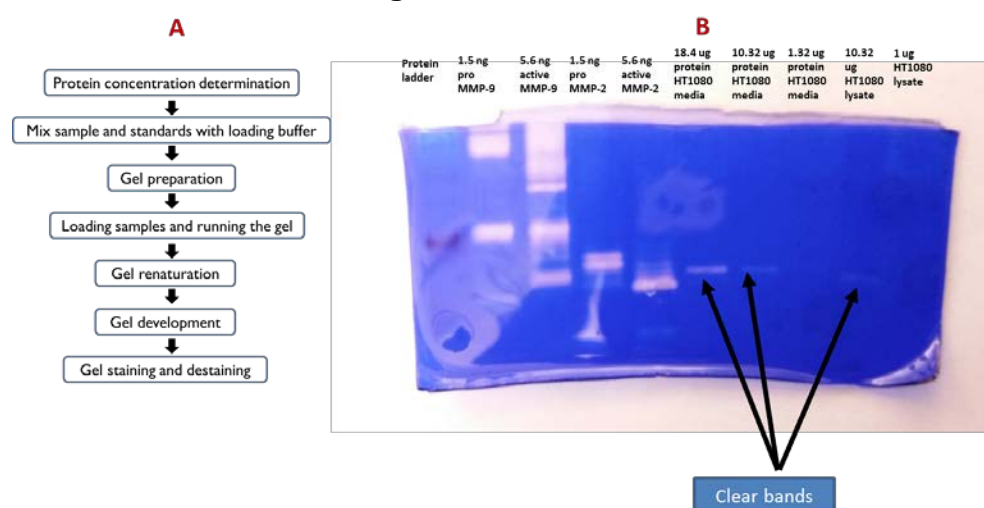 A
Protein concentration determination
Mix sample and standards with loading buffer
Gel preparation
Loading samples and running the gel
Gel renaturation
Gel development
Gel staining and destaining
B
Protein
ladder
1.5 ng
pro
MMP-9
5.6 ng
active
MMP-9
1.5 ng
pro
MMP-2
5.6 ng
active
MMP-2
18.4 ug
protein
HT1080
media
10.32 ug
protein
HT1080
media
1.32 ug
protein
HT1080
media
10.32
ug
HT1080
lysate
1 ug
HT1080
lysate
Clear bands